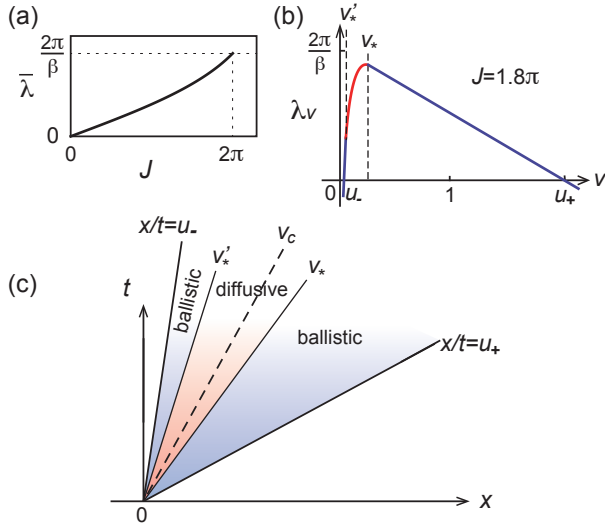 (a)
2π/β
λ̄
0
0
J
2π
(b)
v*'
v*
2π/β
λv
J=1.8π
0
u-
1
u+
v
(c)
x/t=u-
v*'
vc
v*
t
ballistic
diffusive
ballistic
x/t=u+
0
x